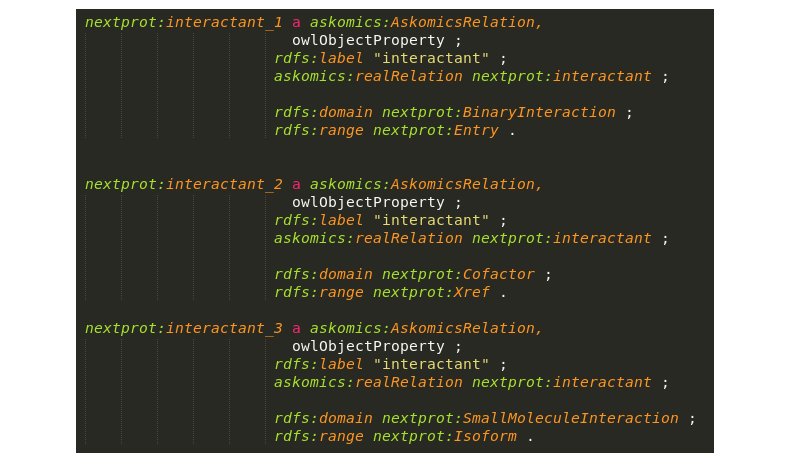 nextprot:interactant_1 a askomics:AskomicsRelation,
owlObjectProperty ;
rdfs:label "interactant" ;
askomics:realRelation nextprot:interactant ;
rdfs:domain nextprot:BinaryInteraction ;
rdfs:range nextprot:Entry .
nextprot:interactant_2 a askomics:AskomicsRelation,
owlObjectProperty ;
rdfs:label "interactant" ;
askomics:realRelation nextprot:interactant ;
rdfs:domain nextprot:Cofactor ;
rdfs:range nextprot:Xref .
nextprot:interactant_3 a askomics:AskomicsRelation,
owlObjectProperty ;
rdfs:label "interactant" ;
askomics:realRelation nextprot:interactant ;
rdfs:domain nextprot:SmallMoleculeInteraction ;
rdfs:range nextprot:Isoform .